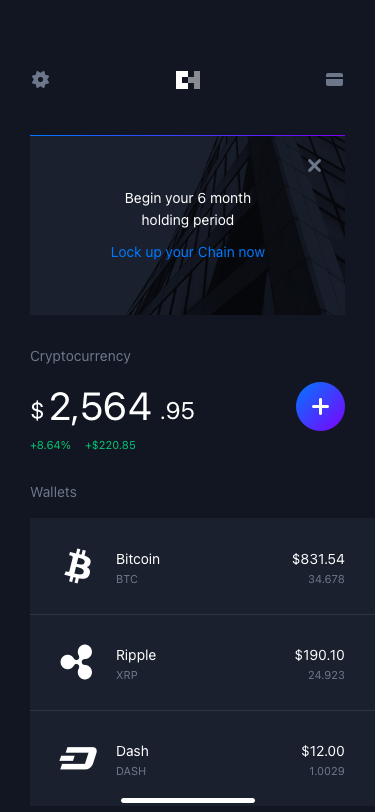 Begin your 6 month
holding period
Lock up your Chain now
Cryptocurrency
$ 2,564 .95
+8.64% +$220.85
Wallets
Bitcoin $831.54
BTC 34.678
Ripple $190.10
XRP 24.923
Dash $12.00
DASH 1.0029